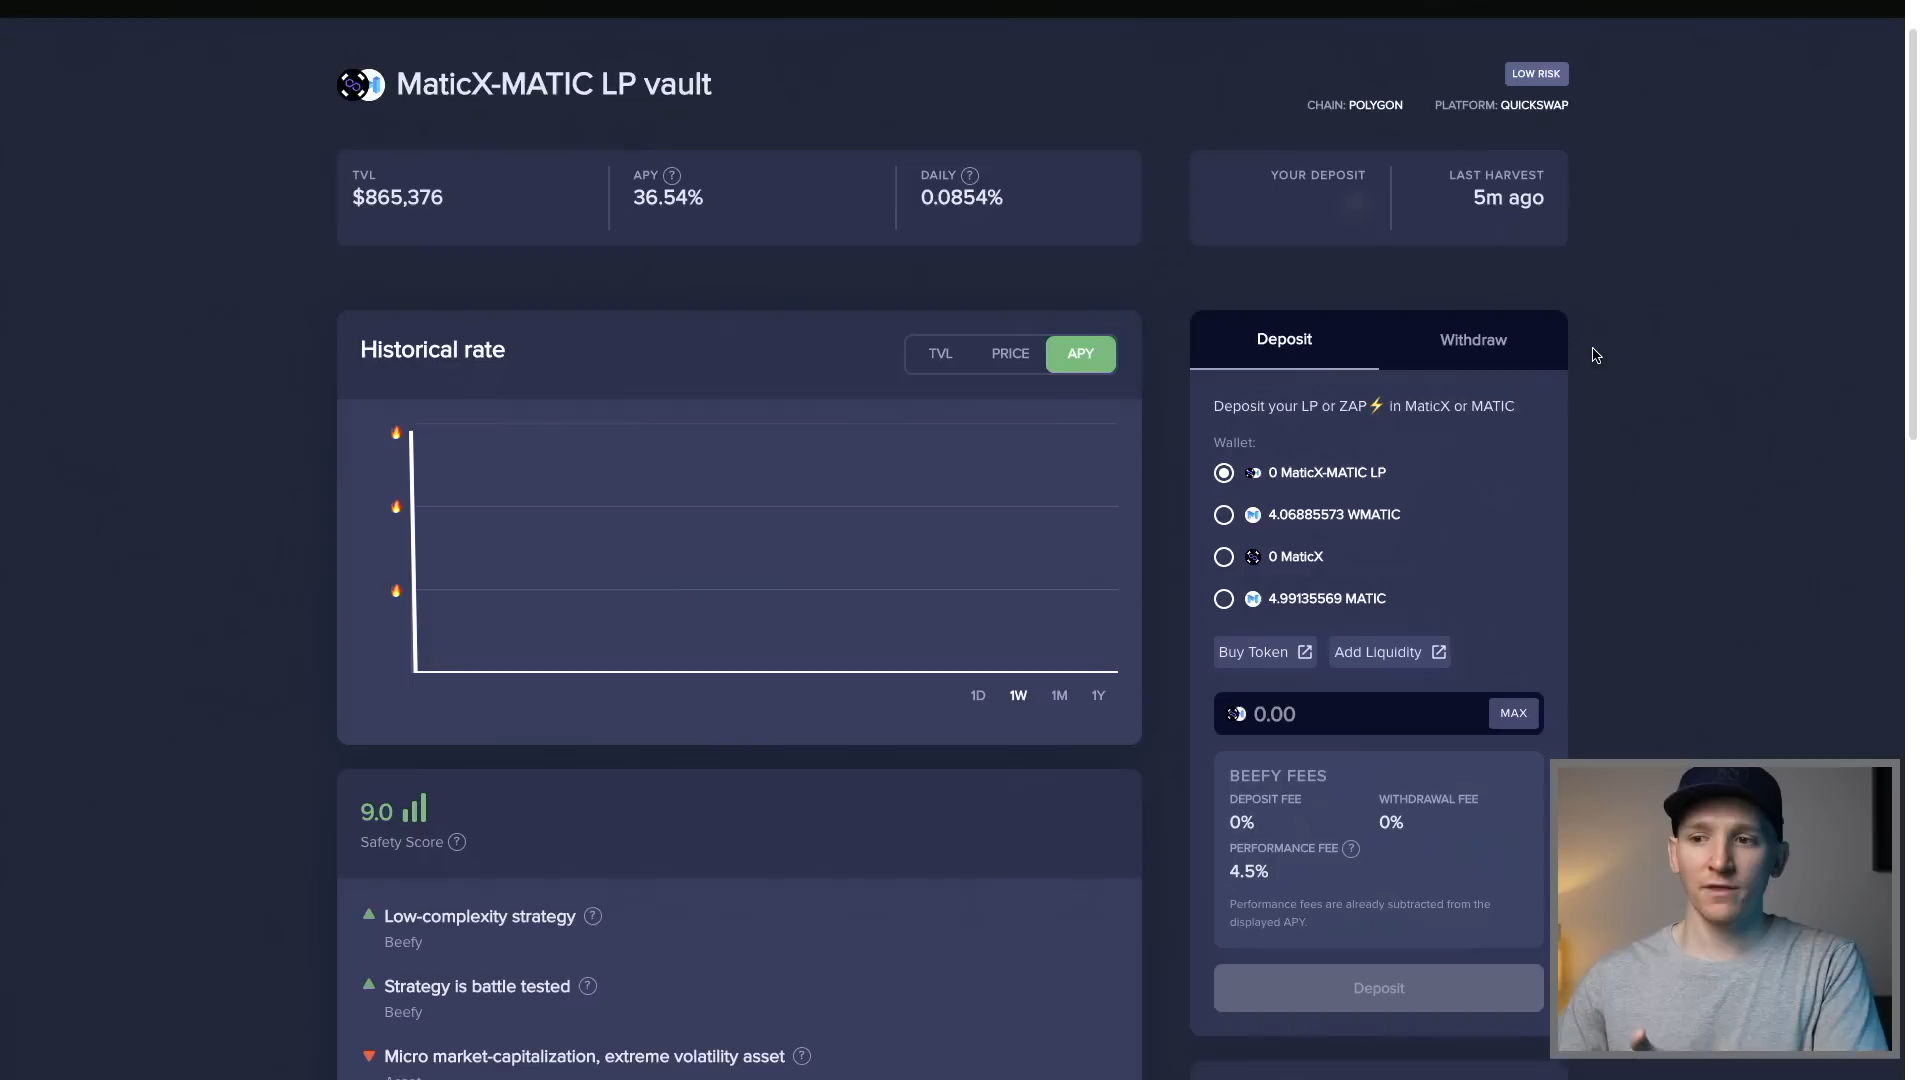 MaticX-MATIC LP vault
LOW RISK
CHAIN: POLYGON
PLATFORM: QUICKSWAP
TVL
$865,376
APY ?
36.54%
DAILY ?
0.0854%
YOUR DEPOSIT
LAST HARVEST
5m ago
Historical rate
TVL
PRICE
APY
1D
1W
1M
1Y
Deposit
Withdraw
Deposit your LP or ZAP⚡ in MaticX or MATIC
Wallet:
0 MaticX-MATIC LP
4.06885573 WMATIC
0 MaticX
4.99135569 MATIC
Buy Token
Add Liquidity
0.00
MAX
BEEFY FEES
DEPOSIT FEE
0%
WITHDRAWAL FEE
0%
PERFORMANCE FEE ?
4.5%
Performance fees are already subtracted from the
displayed APY.
Deposit
9.0
Safety Score ?
Low-complexity strategy ?
Beefy
Strategy is battle tested ?
Beefy
Micro market-capitalization, extreme volatility asset ?